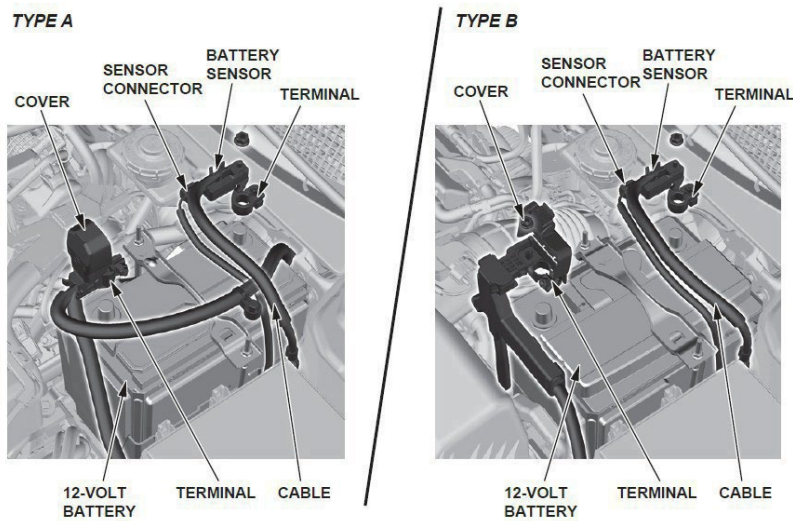 TYPE A
SENSOR
CONNECTOR
BATTERY
SENSOR
COVER
TERMINAL
12-VOLT
BATTERY
TERMINAL
CABLE
TYPE B
SENSOR
CONNECTOR
BATTERY
SENSOR
COVER
TERMINAL
12-VOLT
BATTERY
TERMINAL
CABLE